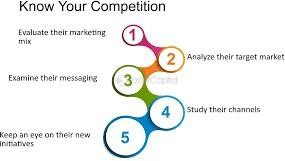 Know Your Competition
Evaluate their marketing
mix
1
2
Analyze their target market
Examine their messaging
3
4
Study their channels
Keep an eye on their new
initiatives
5